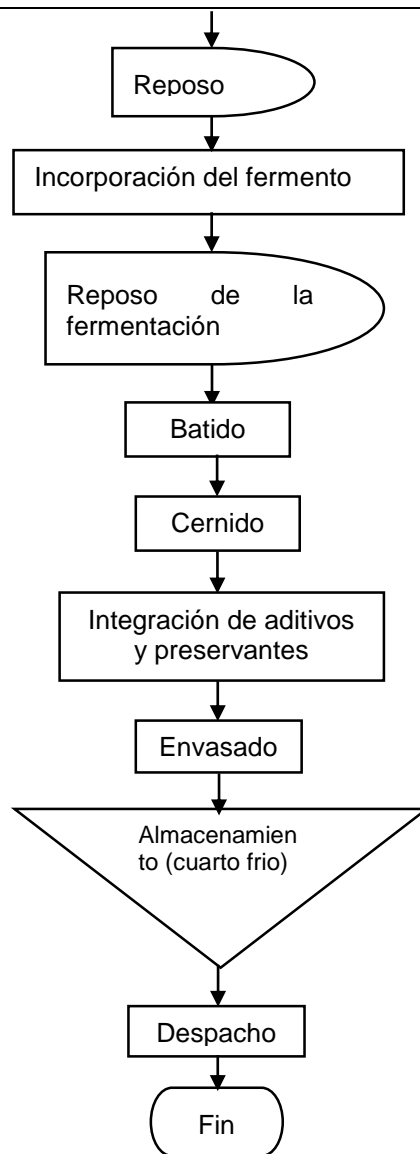 Reposo
Incorporación del fermento
Reposo de la
fermentación
Batido
Cernido
Integración de aditivos
y preservantes
Envasado
Almacenamien
to (cuarto frio)
Despacho
Fin